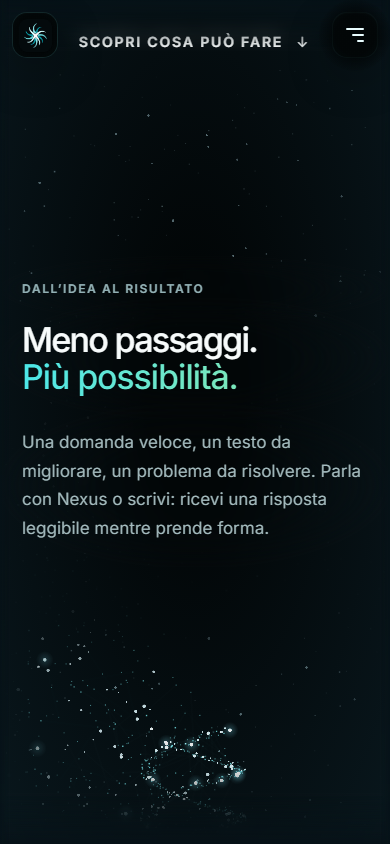 SCOPRI COSA PUÒ FARE ↓
DALL’IDEA AL RISULTATO
Meno passaggi.
Più possibilità.
Una domanda veloce, un testo da
migliorare, un problema da risolvere. Parla
con Nexus o scrivi: ricevi una risposta
leggibile mentre prende forma.